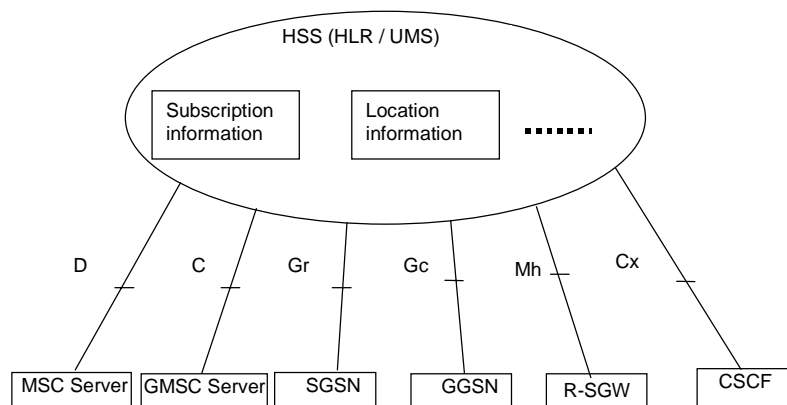 HSS (HLR / UMS)
Subscription
information
Location
information
D
C
Gr
Gc
Mh
Cx
MSC Server
GMSC Server
SGSN
GGSN
R-SGW
CSCF